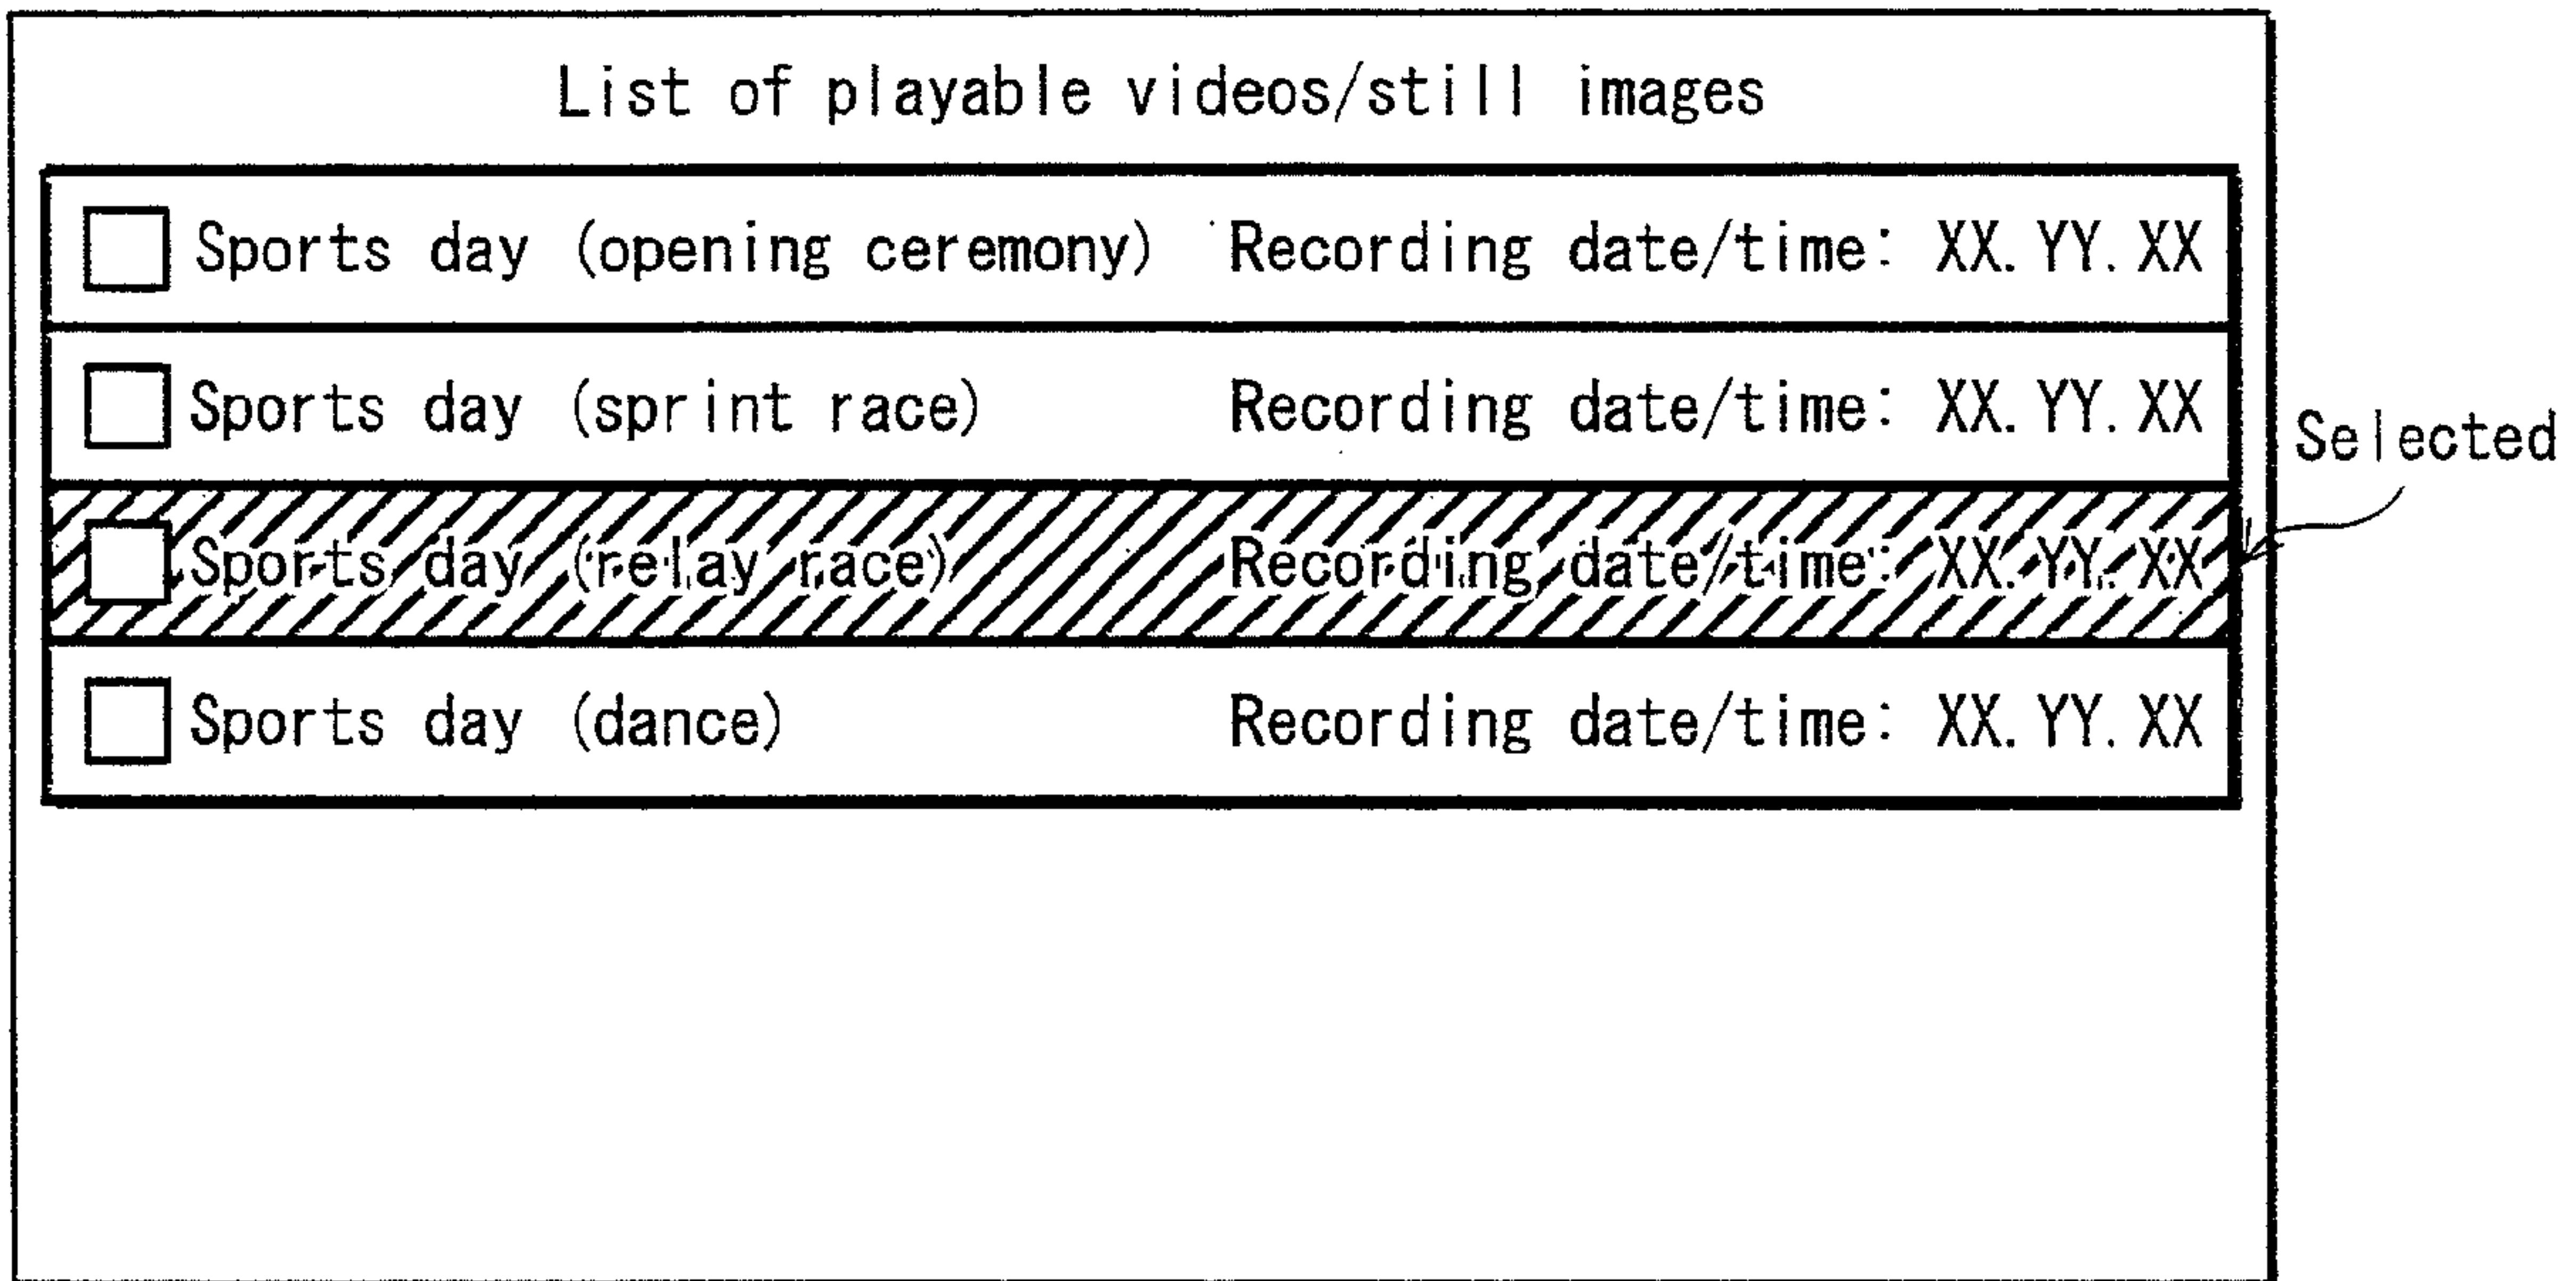 List of playable videos/still images
Sports day (opening ceremony) Recording date/time: XX.YY.XX
Sports day (sprint race) Recording date/time: XX.YY.XX
Selected
Sports day (relay race) Recording date/time: XX.YY.XX
Sports day (dance) Recording date/time: XX.YY.XX